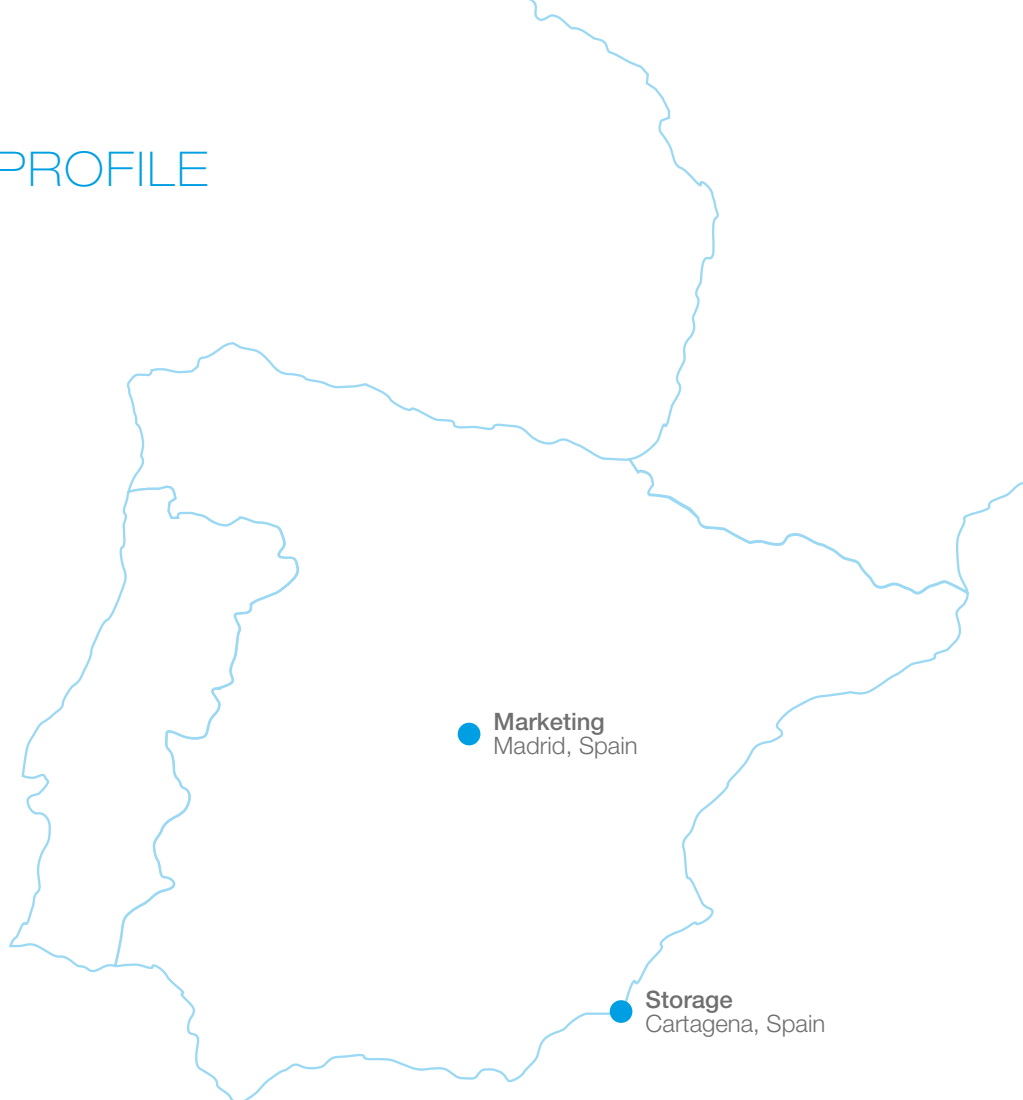 PROFILE
Marketing
Madrid, Spain
Storage
Cartagena, Spain